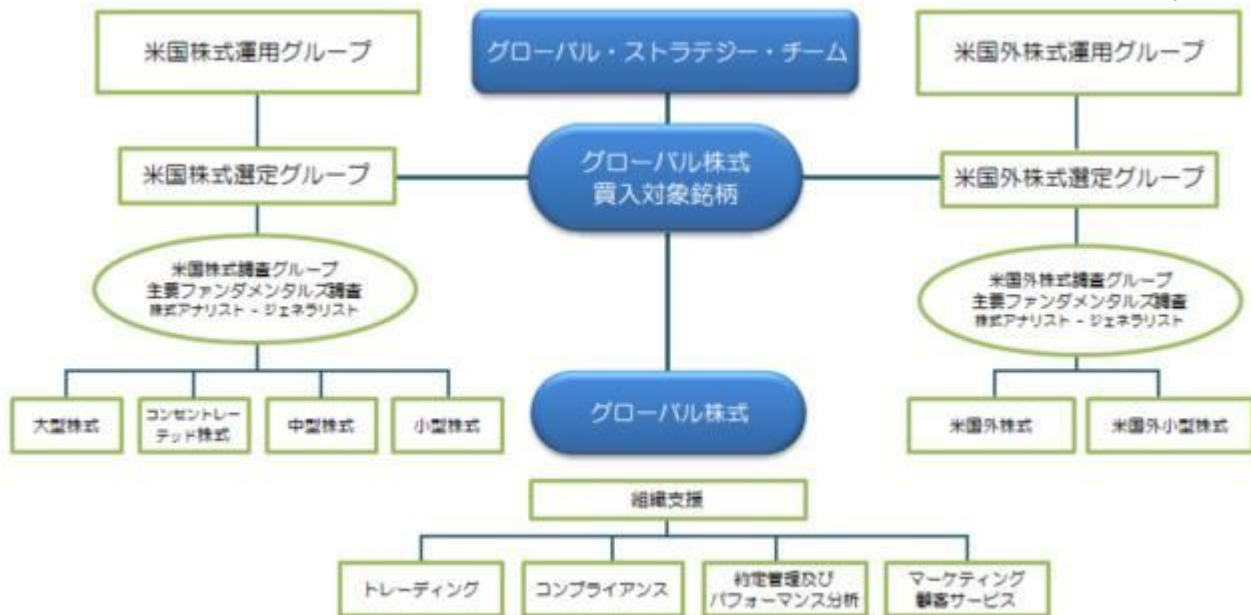 米国株式運用グループ
グローバル・ストラテジー・チーム
米国外株式運用グループ
米国株式選定グループ
グローバル株式
買入対象銘柄
米国外株式選定グループ
米国株式調査グループ
主要ファンダメンタルズ調査
株式アナリスト - ジェネラリスト
米国外株式調査グループ
主要ファンダメンタルズ調査
株式アナリスト - ジェネラリスト
大型株式
コンセントレー
テッド株式
中型株式
小型株式
グローバル株式
米国外株式
米国外小型株式
組織支援
トレーディング
コンプライアンス
約定管理及び
パフォーマンス分析
マーケティング
顧客サービス